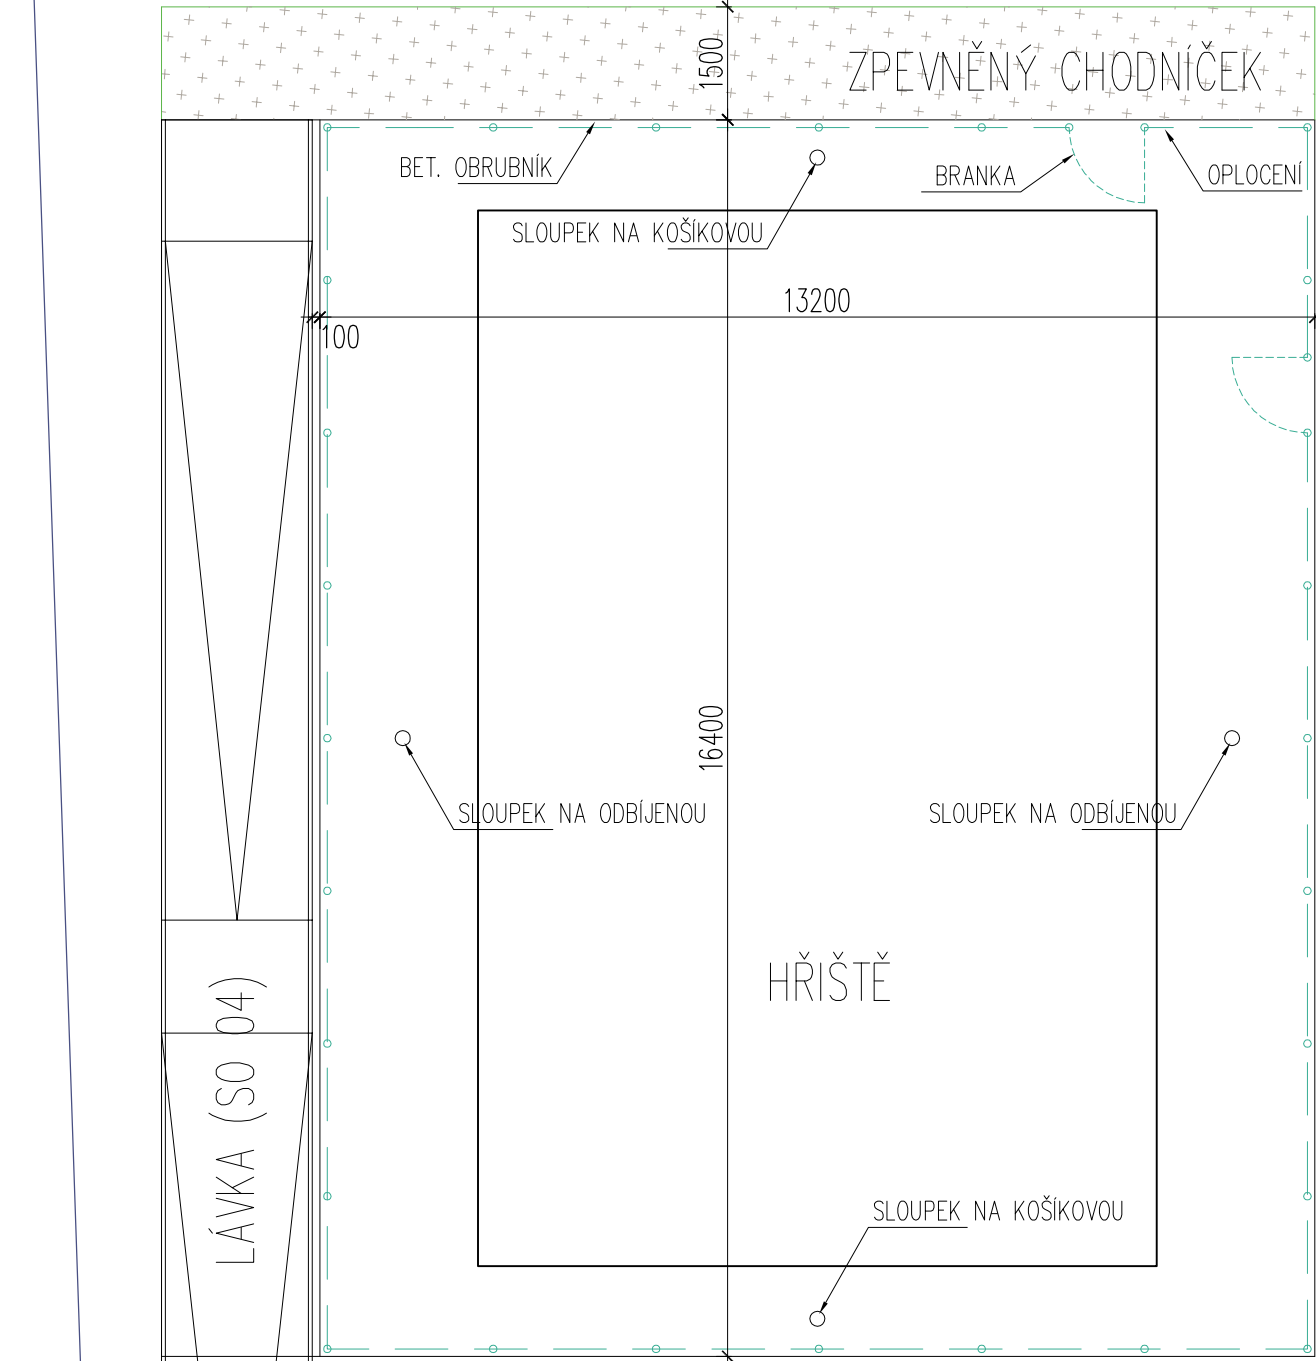 1500
ZPEVNĚNÝ CHODNÍČEK
BET. OBRUBNÍK
BRANKA
OPLOCENÍ
SLOUPEK NA KOŠÍKOVOU
13200
100
16400
SLOUPEK NA ODBÍJENOU
SLOUPEK NA ODBÍJENOU
HŘIŠTĚ
LÁVKA (SO 04)
SLOUPEK NA KOŠÍKOVOU